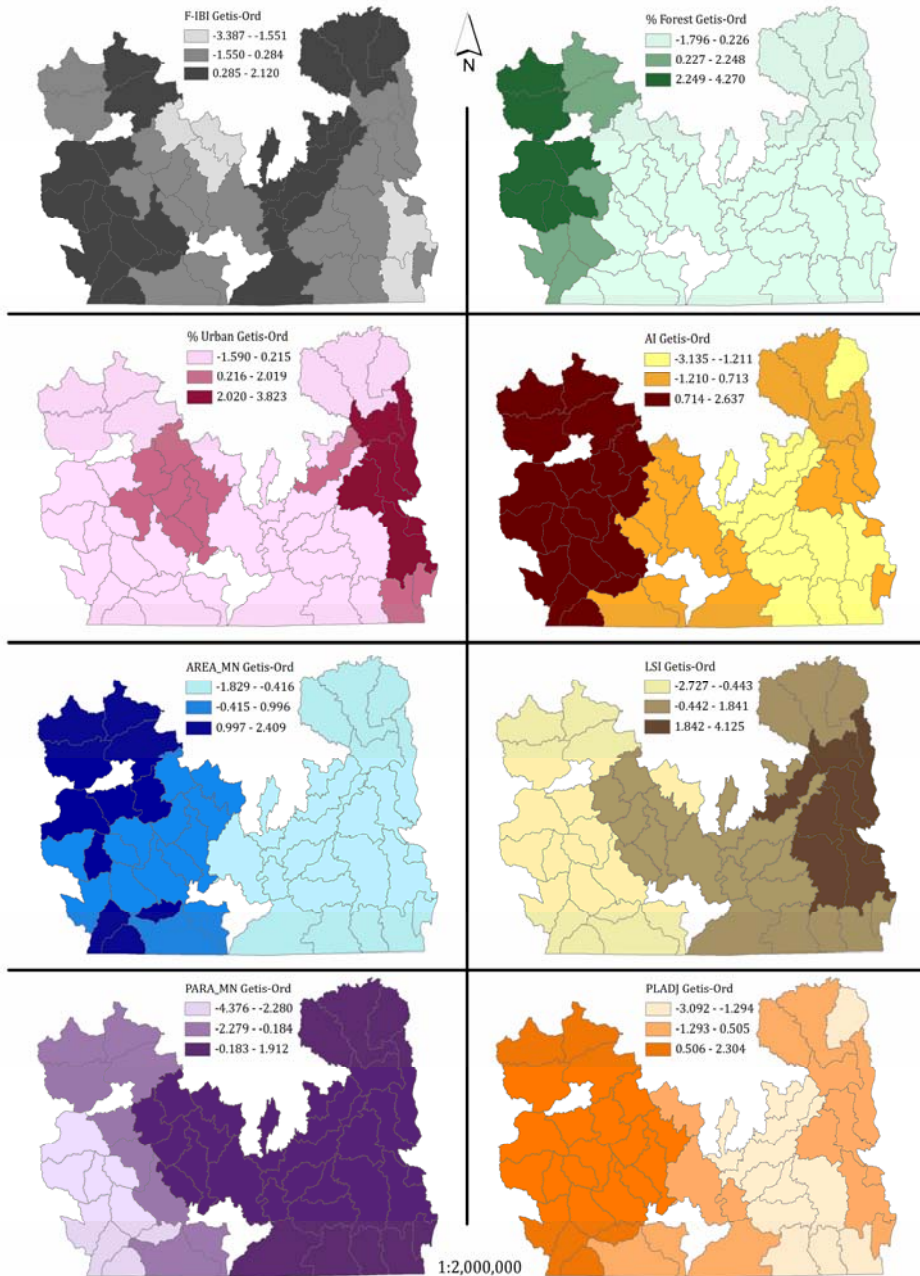 F-IBI Getis-Ord
-3.387 - -1.551
-1.550 - 0.284
0.285 - 2.120
N
% Forest Getis-Ord
-1.796 - 0.226
0.227 - 2.248
2.249 - 4.270
% Urban Getis-Ord
-1.590 - 0.215
0.216 - 2.019
2.020 - 3.823
AI Getis-Ord
-3.135 - -1.211
-1.210 - 0.713
0.714 - 2.637
AREA_MN Getis-Ord
-1.829 - -0.416
-0.415 - 0.996
0.997 - 2.409
LSI Getis-Ord
-2.727 - -0.443
-0.442 - 1.841
1.842 - 4.125
PARA_MN Getis-Ord
-4.376 - -2.280
-2.279 - -0.184
-0.183 - 1.912
PLADJ Getis-Ord
-3.092 - -1.294
-1.293 - 0.505
0.506 - 2.304
1:2,000,000